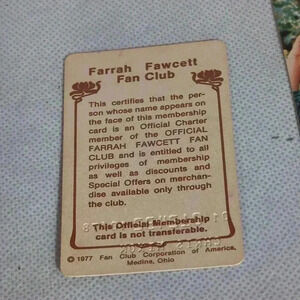 Farrah Fawcett
Fan Club
This certifies that the per-
son whose name appears on
the face of this membership
card is an Official Charter
member of the OFFICIAL
FARRAH FAWCETT FAN
CLUB and is entitled to all
privileges of membership
as well as discounts and
Special Offers on merchan-
dise available only through
the club.
This Official Membership
card is not transferable.
© 1977 Fan Club Corporation of America,
Medina, Ohio